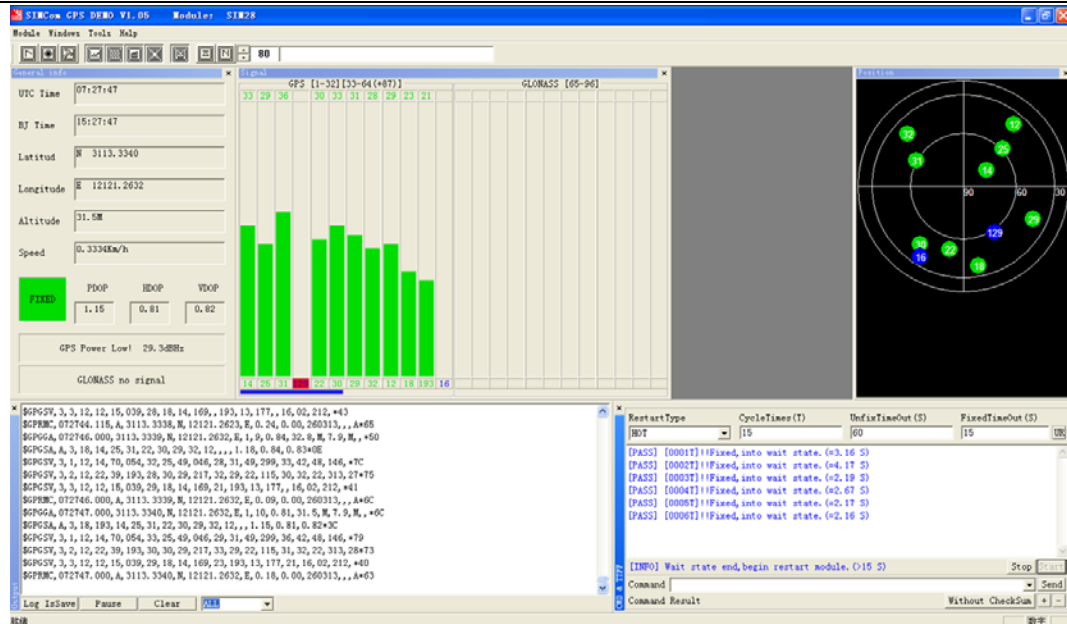 SIMCom GPS DEMO V1.05    Module: SIM28
Module Windows Tools Help
80
General info
UTC Time 07:27:47
BJ Time 15:27:47
Latitud N 3113.3340
Longitude E 12121.2632
Altitude 31.5M
Speed 0.3334Km/h
FIXED
PDOP HDOP VDOP
1.15 0.81 0.82
GPS Power Low! 29.3dBHz
GLONASS no signal
Signal
GPS [1-32][33-64(+87)] GLONASS [65-96]
33 29 36 30 33 31 28 29 23 21
14 25 31 129 22 30 29 32 12 18 193 16
Position
32
12
25
31
14
90 60 30
29
129
30
22
16
18
$GPGSV,3,3,12,12,15,039,28,18,14,169,,193,13,177,,16,02,212,*43
$GPRMC,072744.115,A,3113.3338,N,12121.2623,E,0.24,0.00,260313,,,A*65
$GPGGA,072746.000,3113.3339,N,12121.2632,E,1,9,0.84,32.8,M,7.9,M,,*50
$GPGSA,A,3,18,14,25,31,22,30,29,32,12,,,,1.18,0.84,0.83*0E
$GPGSV,3,1,12,14,70,054,32,25,49,046,28,31,49,299,33,42,48,146,*7C
$GPGSV,3,2,12,22,39,193,28,30,29,217,32,29,22,115,30,32,22,313,27*75
$GPGSV,3,3,12,12,15,039,29,18,14,169,21,193,13,177,,16,02,212,*41
$GPRMC,072746.000,A,3113.3339,N,12121.2632,E,0.09,0.00,260313,,,A*6C
$GPGGA,072747.000,3113.3340,N,12121.2632,E,1,10,0.81,31.5,M,7.9,M,,*6C
$GPGSA,A,3,18,193,14,25,31,22,30,29,32,12,,,1.15,0.81,0.82*3C
$GPGSV,3,1,12,14,70,054,33,25,49,046,29,31,49,299,36,42,48,146,*79
$GPGSV,3,2,12,22,39,193,30,30,29,217,33,29,22,115,31,32,22,313,28*73
$GPGSV,3,3,12,12,15,039,29,18,14,169,23,193,13,177,21,16,02,212,*40
$GPRMC,072747.000,A,3113.3340,N,12121.2632,E,0.18,0.00,260313,,,A*63
Output
Log IsSave Pause Clear ALL
RestartType CycleTimes(T) UnfixTimeOut(S) FixedTimeOut(S)
HOT 15 60 15 UR
[PASS] [0001T]!!Fixed,into wait state.(=3.16 S)
[PASS] [0002T]!!Fixed,into wait state.(=4.17 S)
[PASS] [0003T]!!Fixed,into wait state.(=2.19 S)
[PASS] [0004T]!!Fixed,into wait state.(=2.67 S)
[PASS] [0005T]!!Fixed,into wait state.(=2.17 S)
[PASS] [0006T]!!Fixed,into wait state.(=2.16 S)
[INFO] Wait state end,begin restart module.(>15 S) Stop Start
CMD & TTFF
Command Send
Command Result Without CheckSum + -
就绪 数字